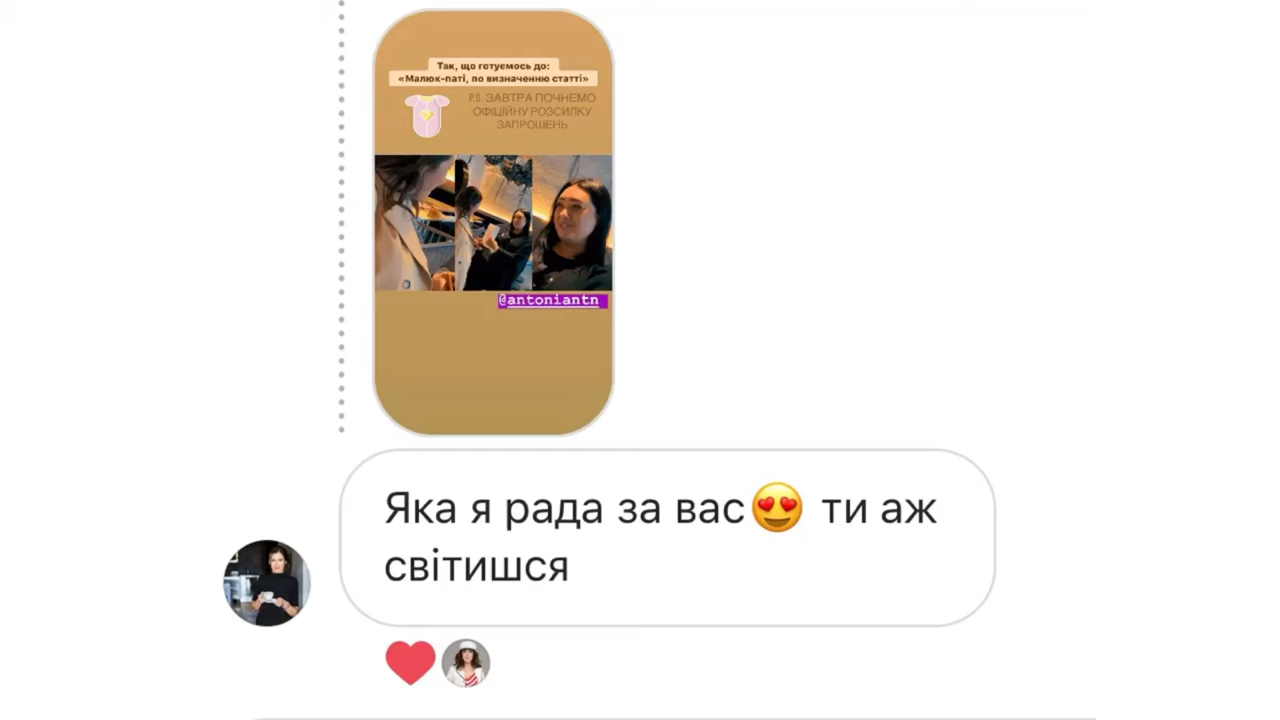 Так, що готуємось до:
«Малюк-паті, по визначенню статті»
P.S. ЗАВТРА ПОЧНЕМО
ОФІЦІЙНУ РОЗСИЛКУ
ЗАПРОШЕНЬ
@antoniantn
Яка я рада за вас😍 ти аж
світишся